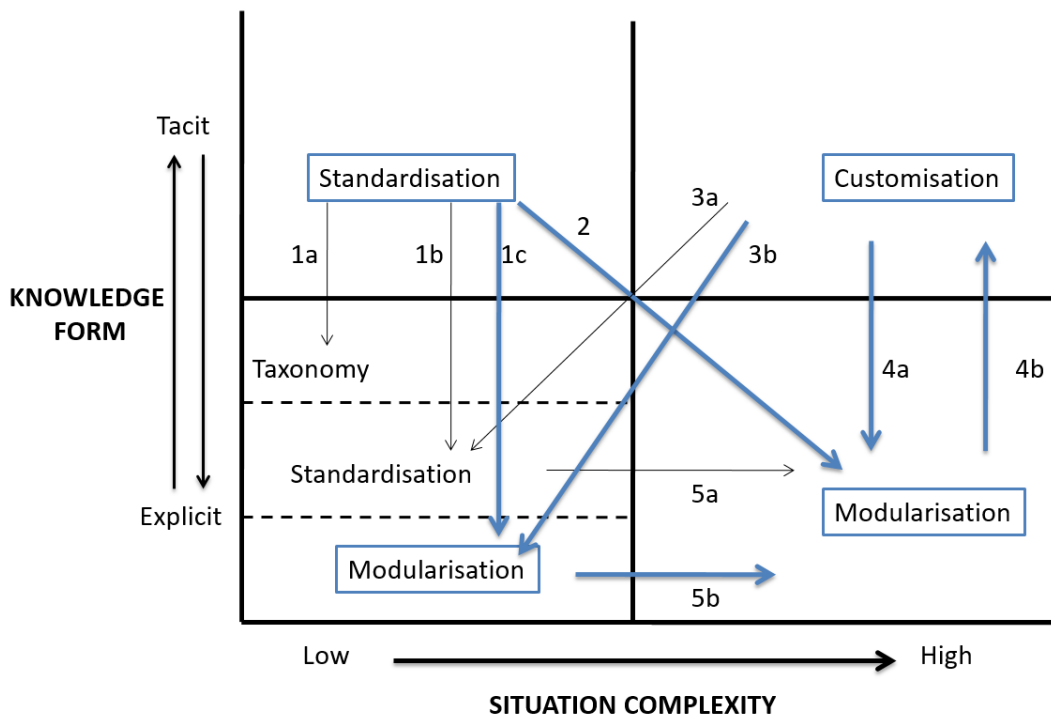 Tacit
Standardisation
Customisation
3a
2
1a
1b
1c
3b
KNOWLEDGE
FORM
Taxonomy
4a
4b
Standardisation
5a
Explicit
Modularisation
Modularisation
5b
Low
High
SITUATION COMPLEXITY